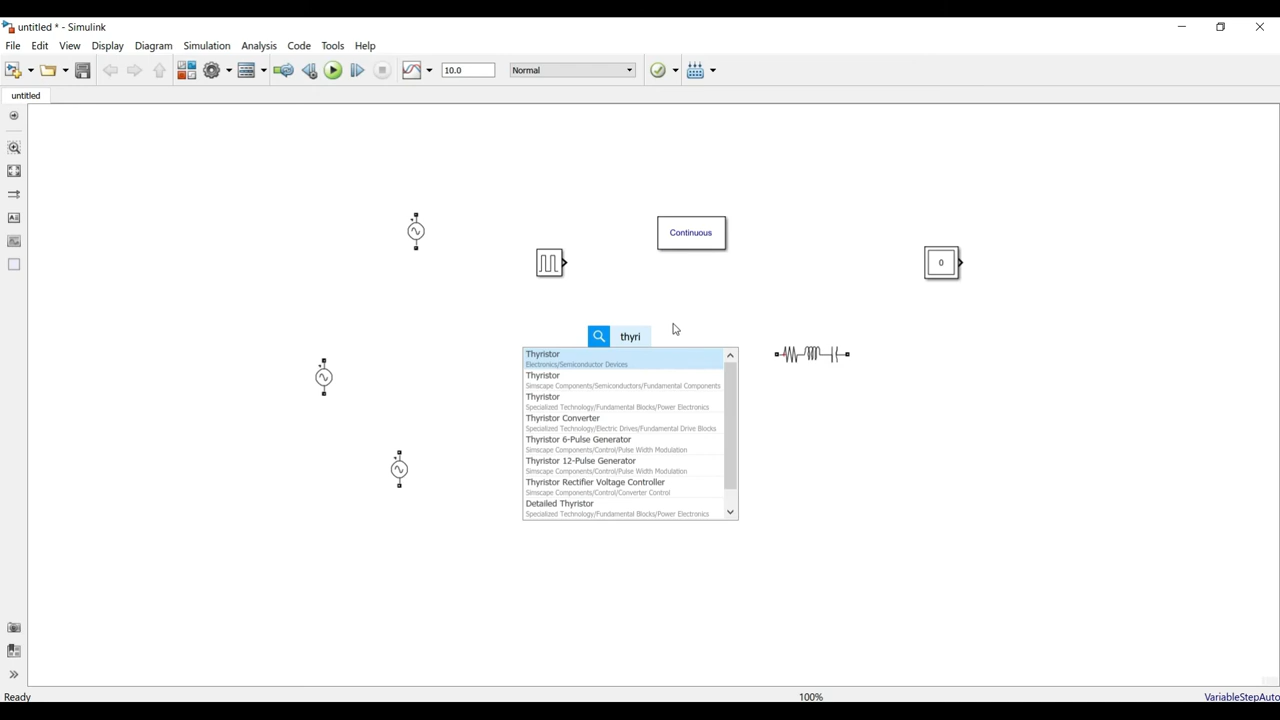 untitled * - Simulink
File Edit View Display Diagram Simulation Analysis Code Tools Help
10.0 Normal
untitled
Continuous
0
thyri
Thyristor
Electronics/Semiconductor Devices
Thyristor
Simscape Components/Semiconductors/Fundamental Components
Thyristor
Specialized Technology/Fundamental Blocks/Power Electronics
Thyristor Converter
Specialized Technology/Electric Drives/Fundamental Drive Blocks
Thyristor 6-Pulse Generator
Simscape Components/Control/Pulse Width Modulation
Thyristor 12-Pulse Generator
Simscape Components/Control/Pulse Width Modulation
Thyristor Rectifier Voltage Controller
Simscape Components/Control/Converter Control
Detailed Thyristor
Specialized Technology/Fundamental Blocks/Power Electronics
Ready 100% VariableStepAuto